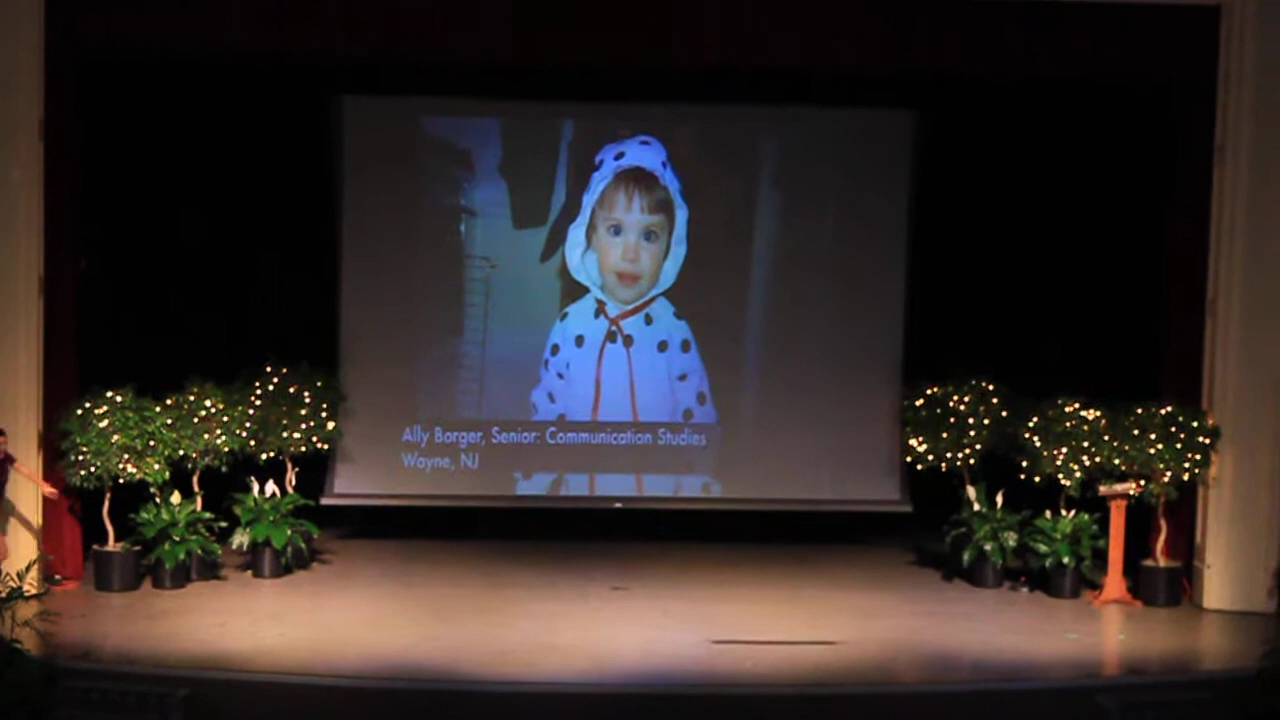 Ally Borger, Senior: Communication Studies
Wayne, NJ